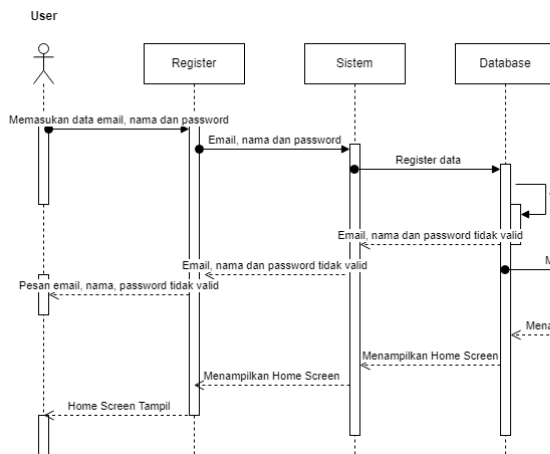 User
Register
Sistem
Database
Memasukan data email, nama dan password
Email, nama dan password
Register data
Email, nama dan password tidak valid
Email, nama dan password tidak valid
Pesan email, nama, password tidak valid
Menampilkan Home Screen
Menampilkan Home Screen
Home Screen Tampil